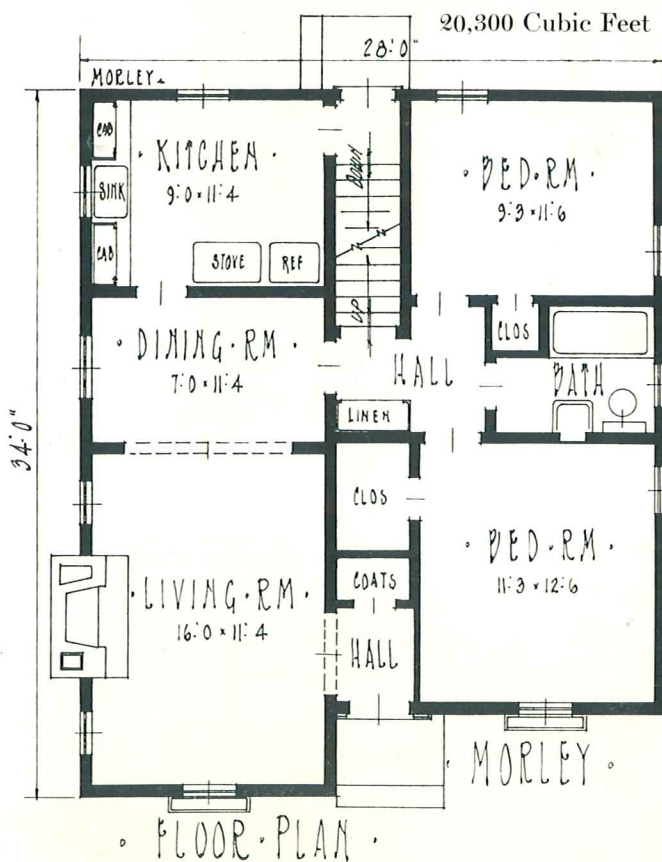 20,300 Cubic Feet
28'0"
MORLEY
CAB
SINK
CAB
KITCHEN
9:0 x 11:4
STOVE
REF
DOWN
UP
BED·RM
9:3 x 11:6
CLOS
DINING·RM
7:0 x 11:4
HALL
BATH
LINEN
34'0"
CLOS
BED·RM
11:3 x 12:6
COATS
LIVING·RM
16:0 x 11:4
HALL
MORLEY
FLOOR·PLAN